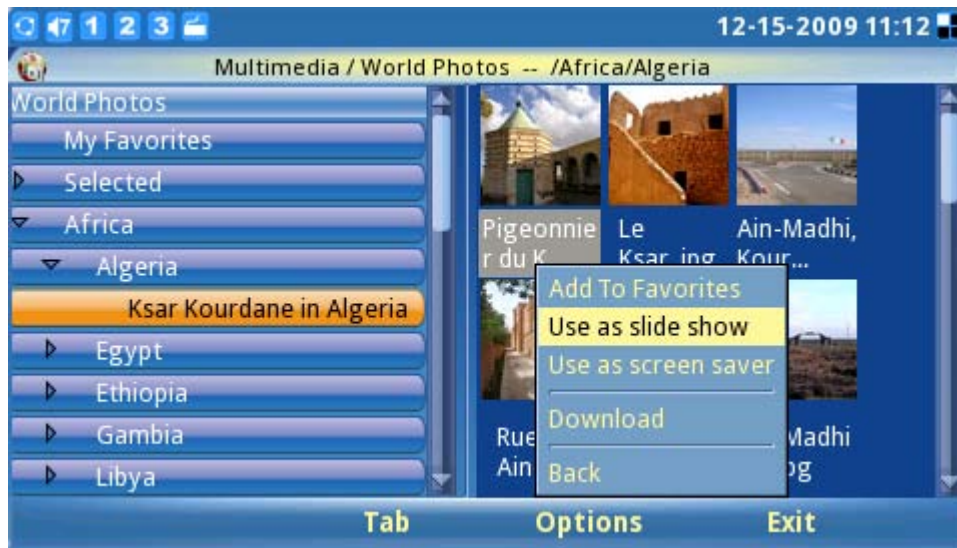 7 1 2 3
12-15-2009 11:12
Multimedia / World Photos -- /Africa/Algeria
World Photos
My Favorites
Selected
Africa
Algeria
Ksar Kourdane in Algeria
Egypt
Ethiopia
Gambia
Libya
Pigeonnie
r du K
Le
Ksar ing
Ain-Madhi,
Kour...
Rue
Ain
Madhi
og
Add To Favorites
Use as slide show
Use as screen saver
Download
Back
Tab
Options
Exit